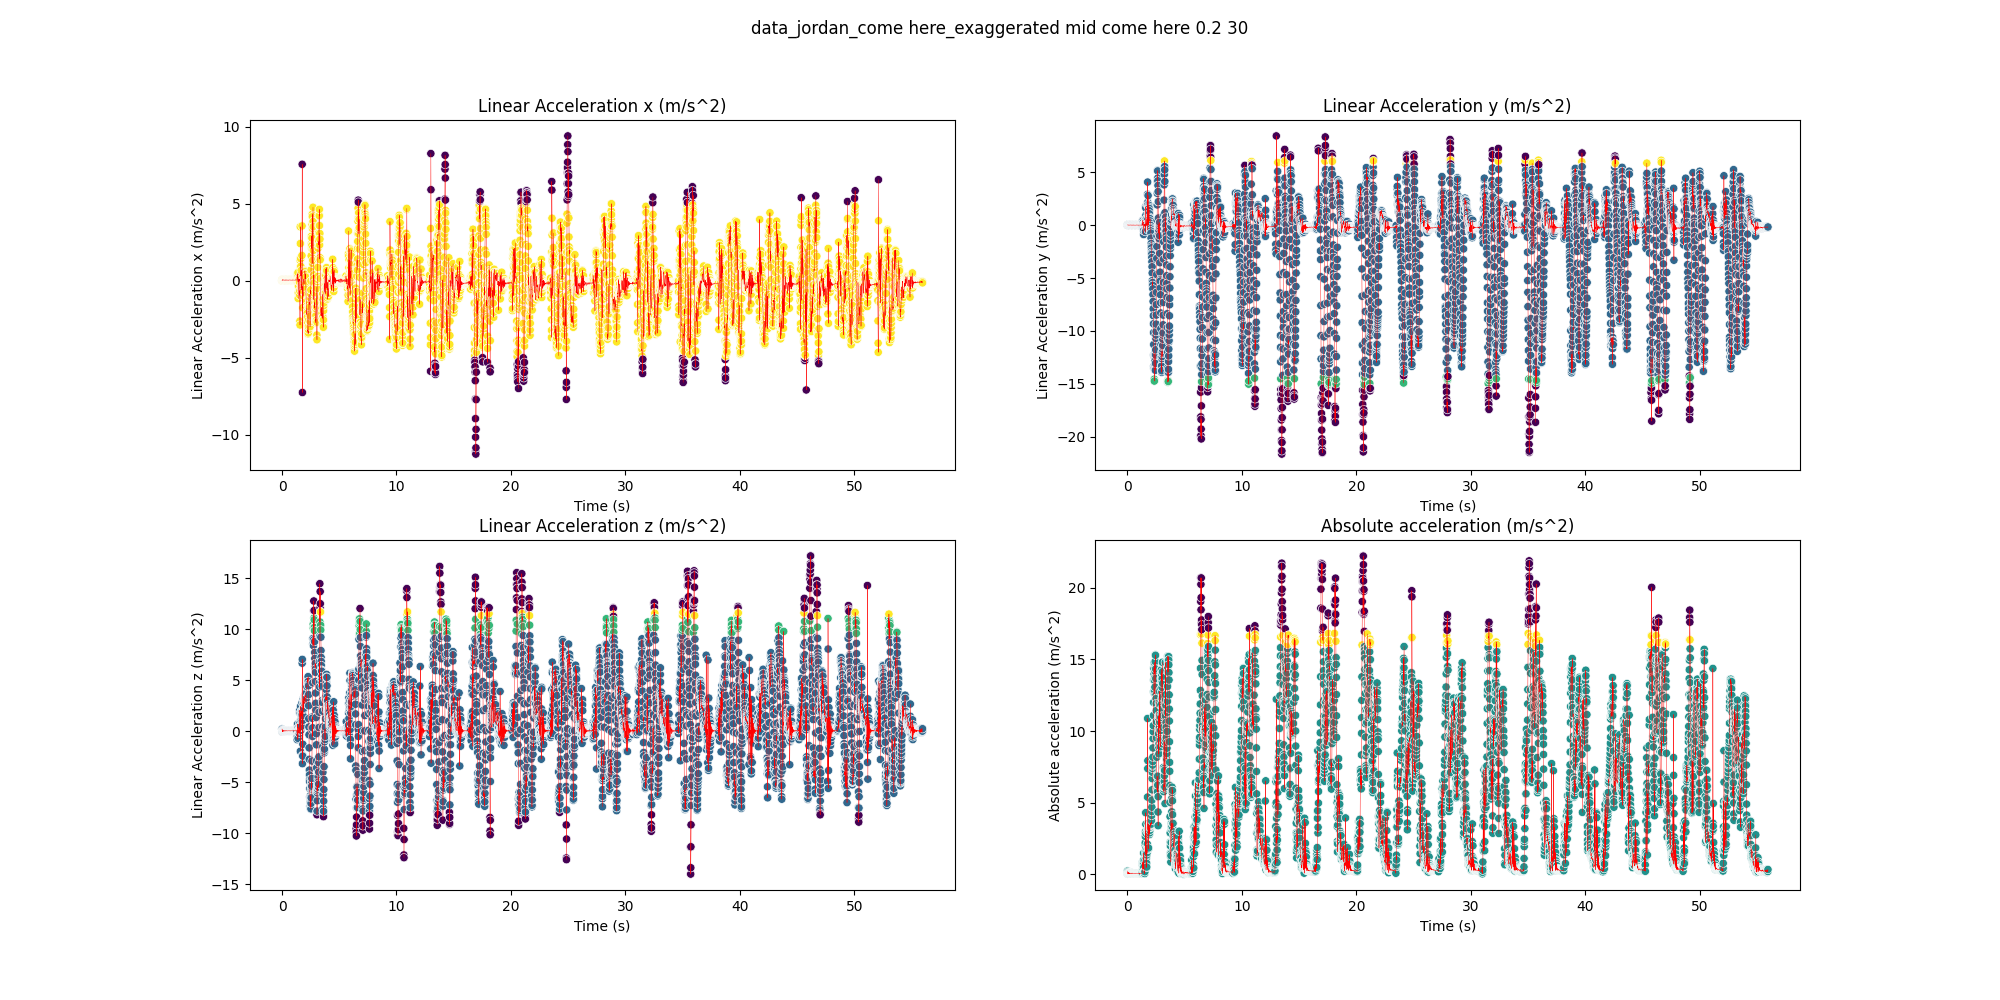 data_jordan_come here_exaggerated mid come here 0.2 30
Linear Acceleration x (m/s^2)
Linear Acceleration x (m/s^2)
10
5
0
−5
−10
0 10 20 30 40 50
Time (s)
Linear Acceleration y (m/s^2)
Linear Acceleration y (m/s^2)
5
0
−5
−10
−15
−20
0 10 20 30 40 50
Time (s)
Linear Acceleration z (m/s^2)
Linear Acceleration z (m/s^2)
15
10
5
0
−5
−10
−15
0 10 20 30 40 50
Time (s)
Absolute acceleration (m/s^2)
Absolute acceleration (m/s^2)
20
15
10
5
0
0 10 20 30 40 50
Time (s)